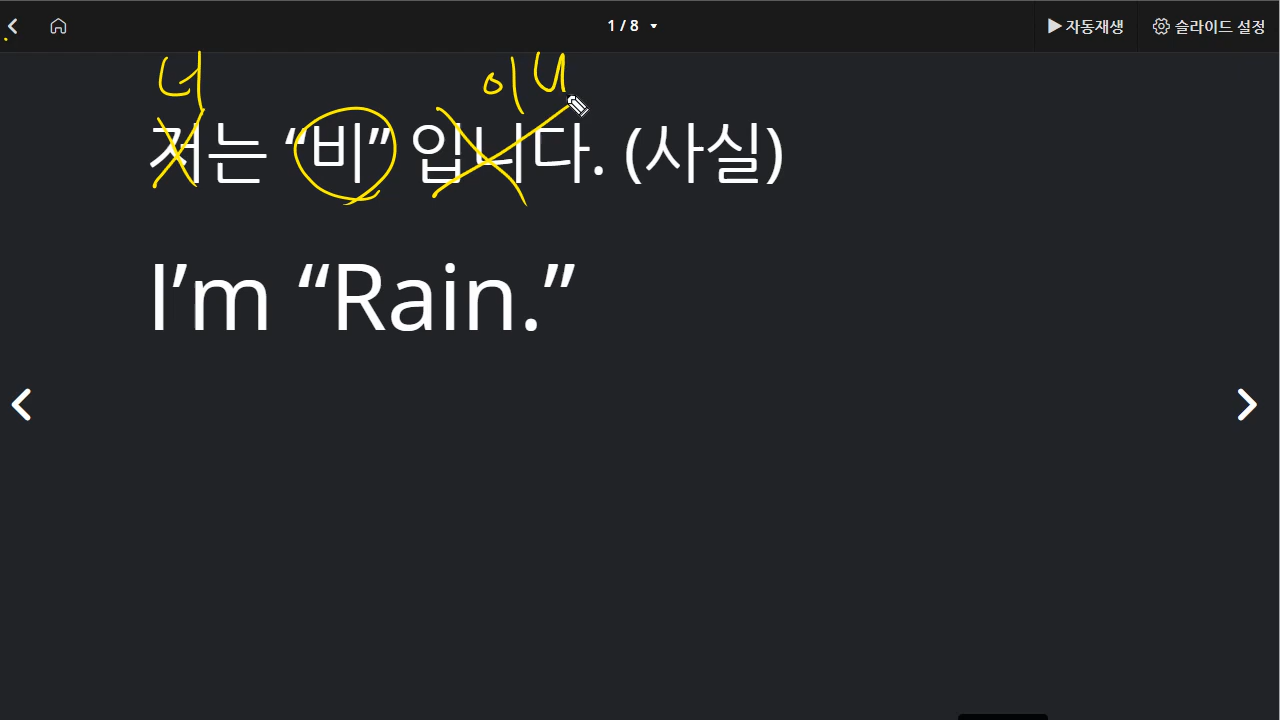 1 / 8
자동재생
슬라이드 설정
너
이니
저는 “비” 입니다. (사실)
I’m “Rain.”